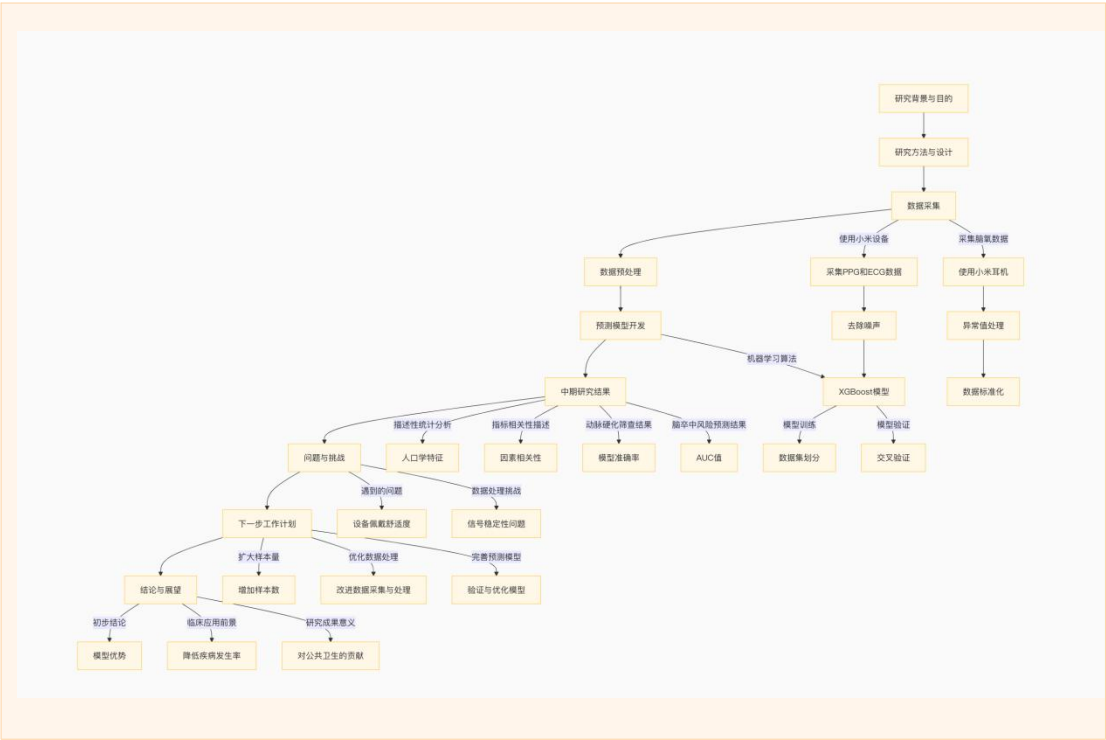 研究背景与目的
研究方法与设计
数据采集
使用小米设备
采集脑氧数据
数据预处理
采集PPG和ECG数据
使用小米耳机
预测模型开发
去除噪声
异常值处理
机器学习算法
中期研究结果
XGBoost模型
数据标准化
描述性统计分析
指标相关性描述
动脉硬化筛查结果
脑卒中风险预测结果
模型训练
模型验证
问题与挑战
人口学特征
因素相关性
模型准确率
AUC值
数据集划分
交叉验证
遇到的问题
数据处理挑战
下一步工作计划
设备佩戴舒适度
信号稳定性问题
扩大样本量
优化数据处理
完善预测模型
结论与展望
增加样本数
改进数据采集与处理
验证与优化模型
初步结论
临床应用前景
研究成果意义
模型优势
降低疾病发生率
对公共卫生的贡献